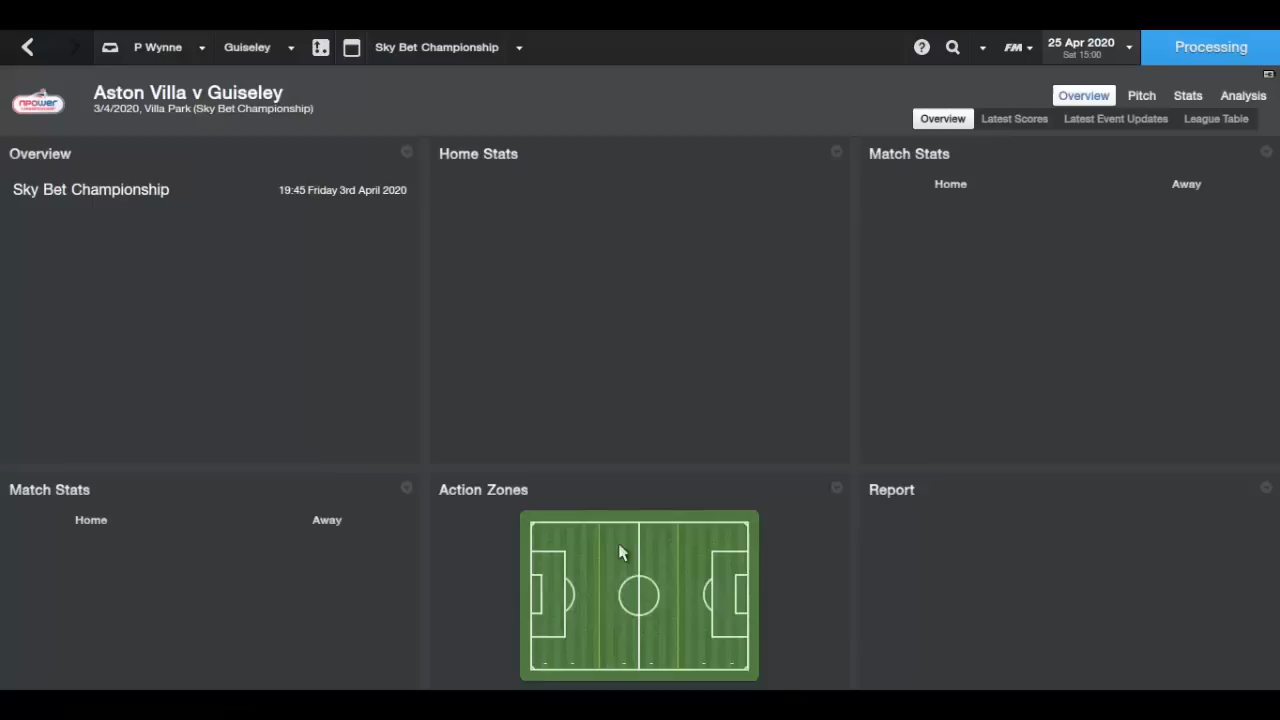 P Wynne
Guiseley
Sky Bet Championship
FM
25 Apr 2020
Sat 15:00
Processing
npower
Aston Villa v Guiseley
3/4/2020, Villa Park (Sky Bet Championship)
Overview Pitch Stats Analysis
Overview Latest Scores Latest Event Updates League Table
Overview
Sky Bet Championship 19:45 Friday 3rd April 2020
Home Stats
Match Stats
Home Away
Match Stats
Home Away
Action Zones
Report